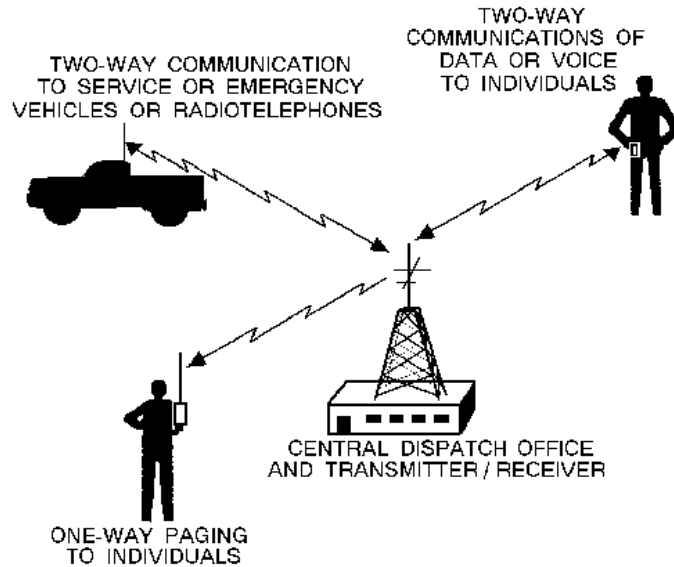 TWO-WAY COMMUNICATION
TO SERVICE OR EMERGENCY
VEHICLES OR RADIOTELEPHONES
TWO-WAY
COMMUNICATIONS OF
DATA OR VOICE
TO INDIVIDUALS
CENTRAL DISPATCH OFFICE
AND TRANSMITTER / RECEIVER
ONE-WAY PAGING
TO INDIVIDUALS